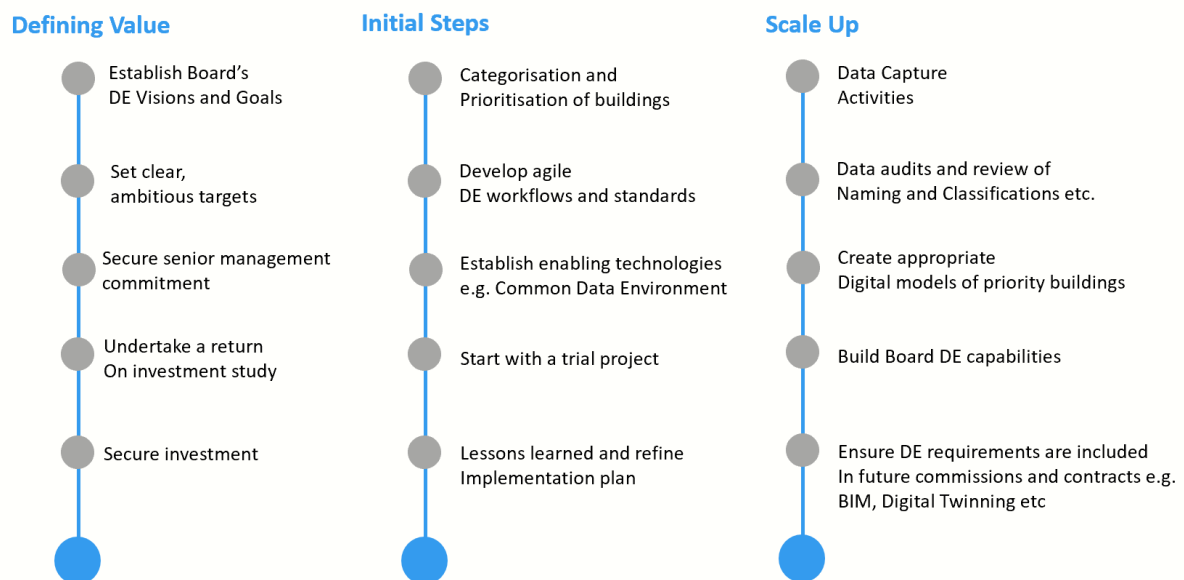 Defining Value
Establish Board's
DE Visions and Goals
Set clear,
ambitious targets
Secure senior management
commitment
Undertake a return
On investment study
Secure investment
Initial Steps
Categorisation and
Prioritisation of buildings
Develop agile
DE workflows and standards
Establish enabling technologies
e.g. Common Data Environment
Start with a trial project
Lessons learned and refine
Implementation plan
Scale Up
Data Capture
Activities
Data audits and review of
Naming and Classifications etc.
Create appropriate
Digital models of priority buildings
Build Board DE capabilities
Ensure DE requirements are included
In future commissions and contracts e.g.
BIM, Digital Twinning etc